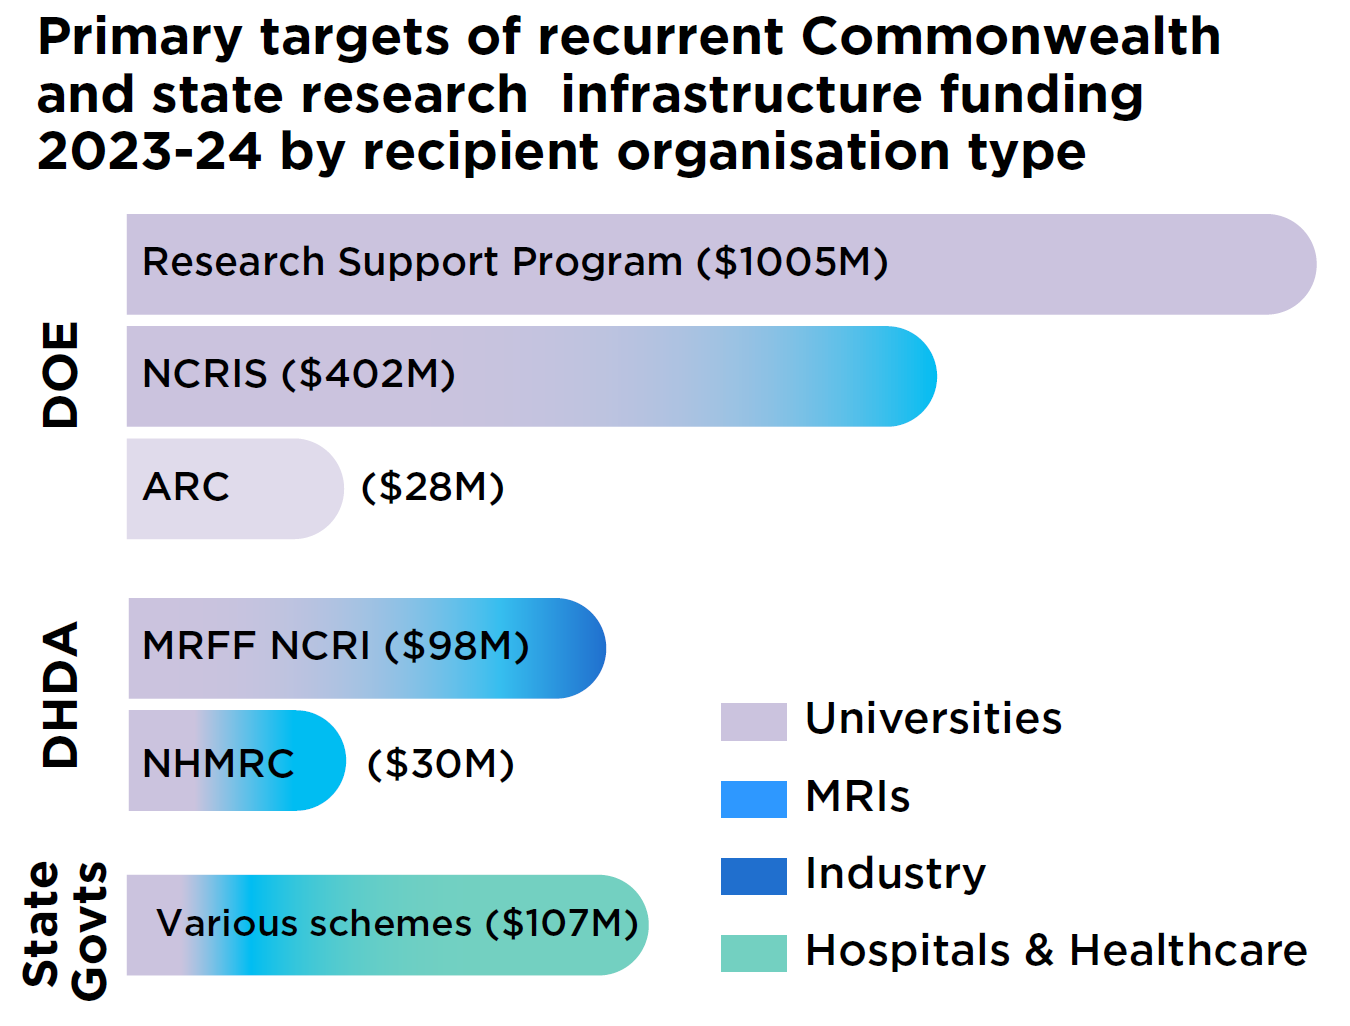 Primary targets of recurrent Commonwealth
and state research infrastructure funding
2023-24 by recipient organisation type
DOE
Research Support Program ($1005M)
NCRIS ($402M)
ARC ($28M)
DHDA
MRFF NCRI ($98M)
NHMRC ($30M)
State
Govts
Various schemes ($107M)
Universities
MRIs
Industry
Hospitals & Healthcare